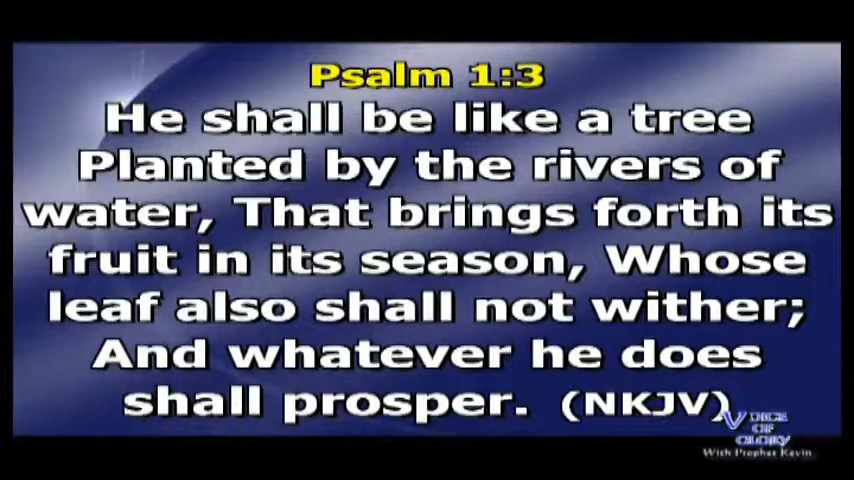 Psalm 1:3
He shall be like a tree
Planted by the rivers of
water, That brings forth its
fruit in its season, Whose
leaf also shall not wither;
And whatever he does
shall prosper. (NKJV)
VOICE
OF
GLORY
With Prophet Kevin